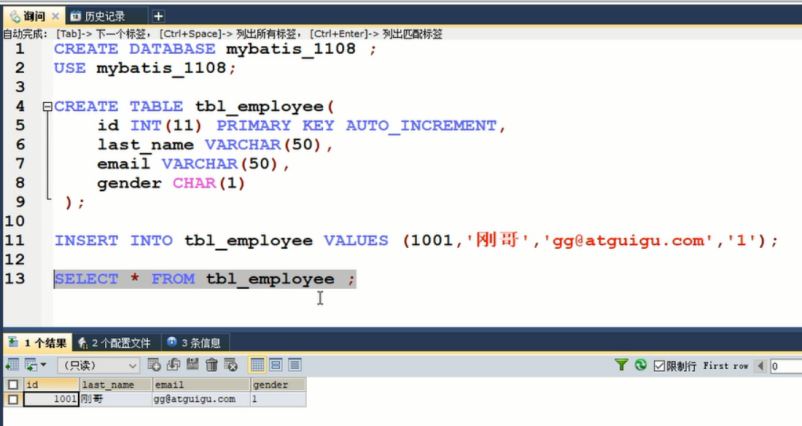 询问 历史记录
自动完成: [Tab]-> 下一个标签, [Ctrl+Space]-> 列出所有标签, [Ctrl+Enter]-> 列出匹配标签
1 CREATE DATABASE mybatis_1108 ;
2 USE mybatis_1108;
3
4 CREATE TABLE tbl_employee(
5 id INT(11) PRIMARY KEY AUTO_INCREMENT,
6 last_name VARCHAR(50),
7 email VARCHAR(50),
8 gender CHAR(1)
9 );
10
11 INSERT INTO tbl_employee VALUES (1001,'刚哥','gg@atguigu.com','1');
12
13 SELECT * FROM tbl_employee ;
1 个结果 2 个配置文件 3 条信息
(只读) 限制行 First row 0
id last_name email gender
1001 刚哥 gg@atguigu.com 1